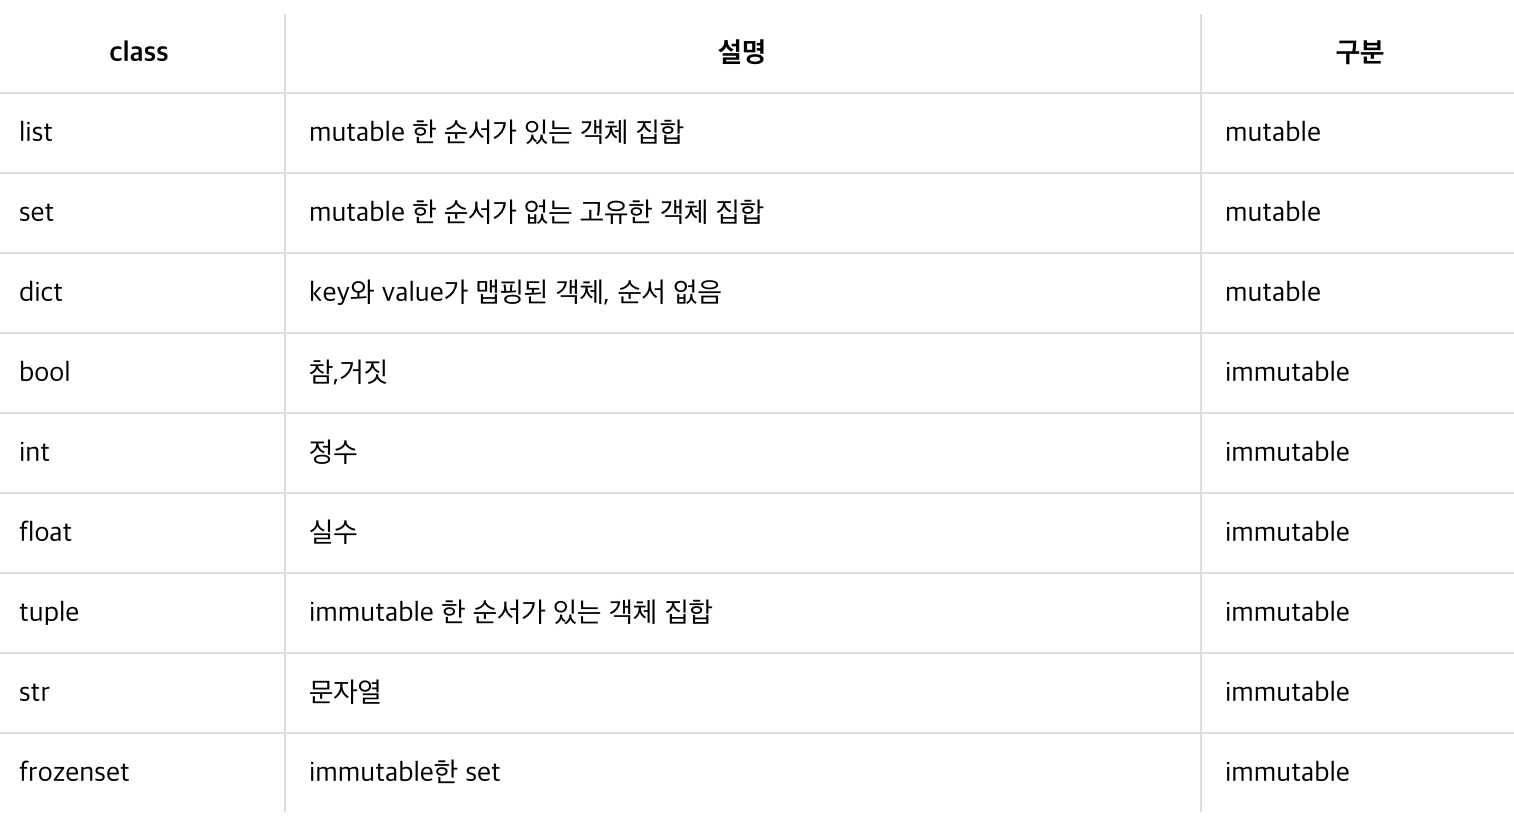 class 설명 구분
list mutable 한 순서가 있는 객체 집합 mutable
set mutable 한 순서가 없는 고유한 객체 집합 mutable
dict key와 value가 맵핑된 객체, 순서 없음 mutable
bool 참,거짓 immutable
int 정수 immutable
float 실수 immutable
tuple immutable 한 순서가 있는 객체 집합 immutable
str 문자열 immutable
frozenset immutable한 set immutable